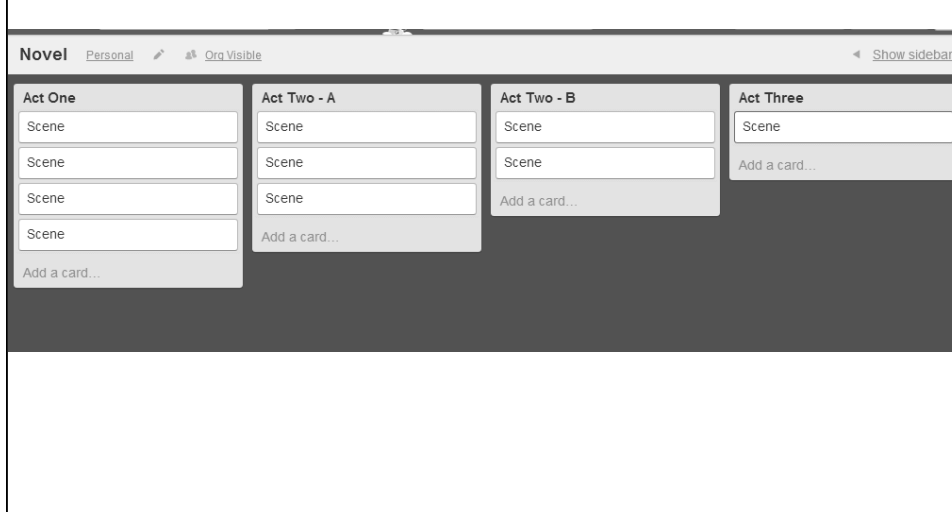 Novel Personal Org Visible Show sidebar
Act One
Scene
Scene
Scene
Scene
Add a card...
Act Two - A
Scene
Scene
Scene
Add a card...
Act Two - B
Scene
Scene
Add a card...
Act Three
Scene
Add a card...